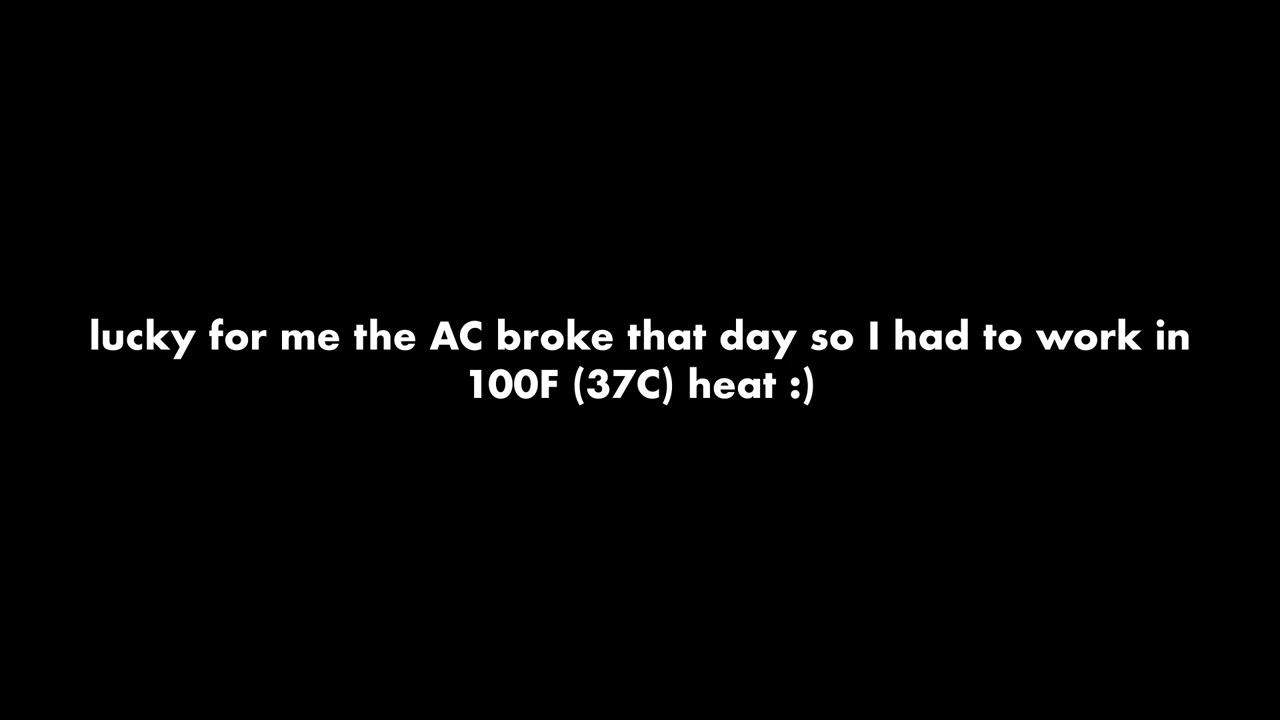 lucky for me the AC broke that day so I had to work in
100F (37C) heat :)